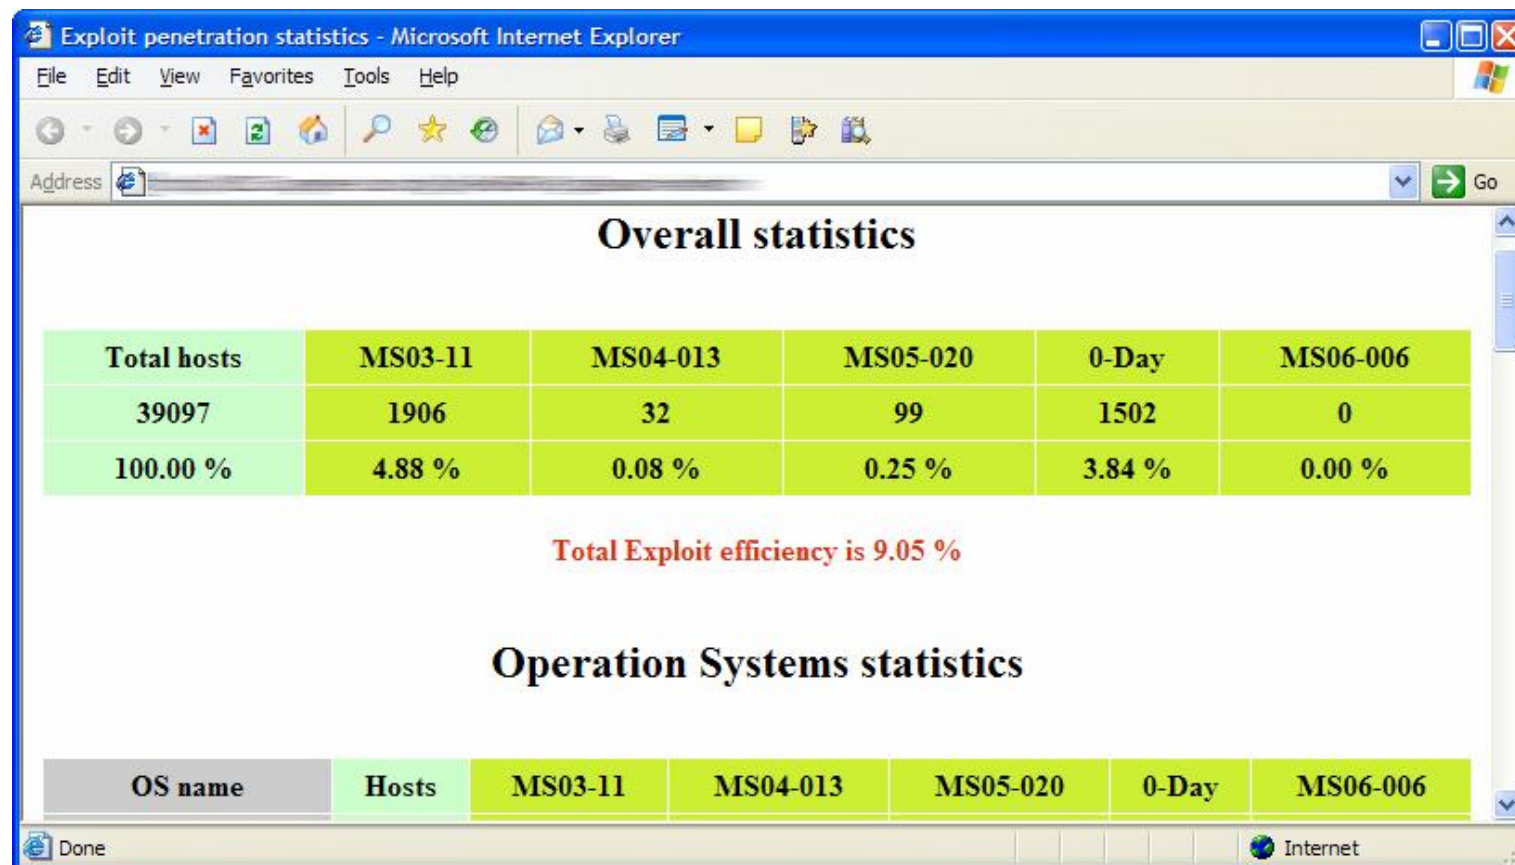 Exploit penetration statistics - Microsoft Internet Explorer
File Edit View Favorites Tools Help
Address Go
Overall statistics
Total hosts MS03-11 MS04-013 MS05-020 0-Day MS06-006
39097 1906 32 99 1502 0
100.00 % 4.88 % 0.08 % 0.25 % 3.84 % 0.00 %
Total Exploit efficiency is 9.05 %
Operation Systems statistics
OS name Hosts MS03-11 MS04-013 MS05-020 0-Day MS06-006
Done Internet